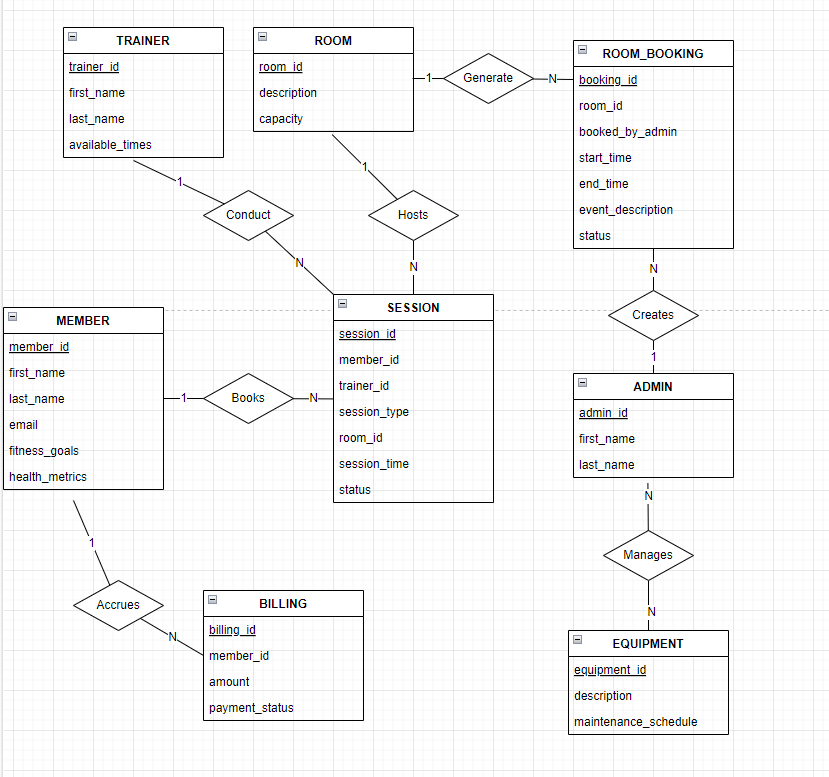 TRAINER
trainer_id
first_name
last_name
available_times
ROOM
room_id
description
capacity
1
Generate
N
ROOM_BOOKING
booking_id
room_id
booked_by_admin
start_time
end_time
event_description
status
1
Conduct
N
1
Hosts
N
N
Creates
1
MEMBER
member_id
first_name
last_name
email
fitness_goals
health_metrics
1
Books
N
SESSION
session_id
member_id
trainer_id
session_type
room_id
session_time
status
ADMIN
admin_id
first_name
last_name
1
Accrues
N
BILLING
billing_id
member_id
amount
payment_status
N
Manages
N
EQUIPMENT
equipment_id
description
maintenance_schedule